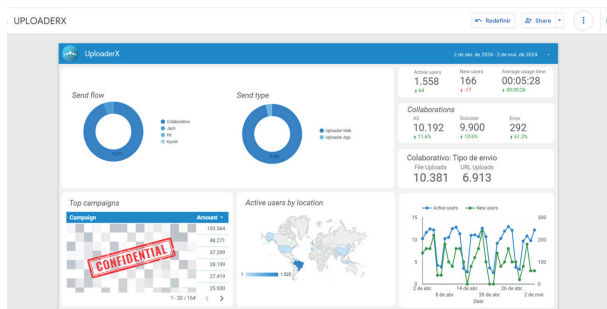 UPLOADERX
Redefinir
Share
UploaderX
2 de abr. de 2024 - 2 de mai. de 2024
Send flow
Colaborativo
Jack
Kit
Send type
Uploader Web
Uploader App
Active users
1.558
64
New users
166
-17
Average usage time
00:05:28
00:00:26
Collaborations
All
10.192
11.6%
Success
9.900
10.6%
Error
292
61.3%
Colaborativo: Tipo de envio
File Uploads
10.381
URL Uploads
6.913
Top campaigns
Campaign
Amount
103.564
48.271
37.299
28.199
27.419
25.930
CONFIDENTIAL
1 - 20 / 164
Active users by location
1
1.525
Active users
New users
15
10
5
0
300
200
100
0
2 de abr.
8 de abr.
14 de abr.
20 de abr.
26 de abr.
2 de mai.
Date